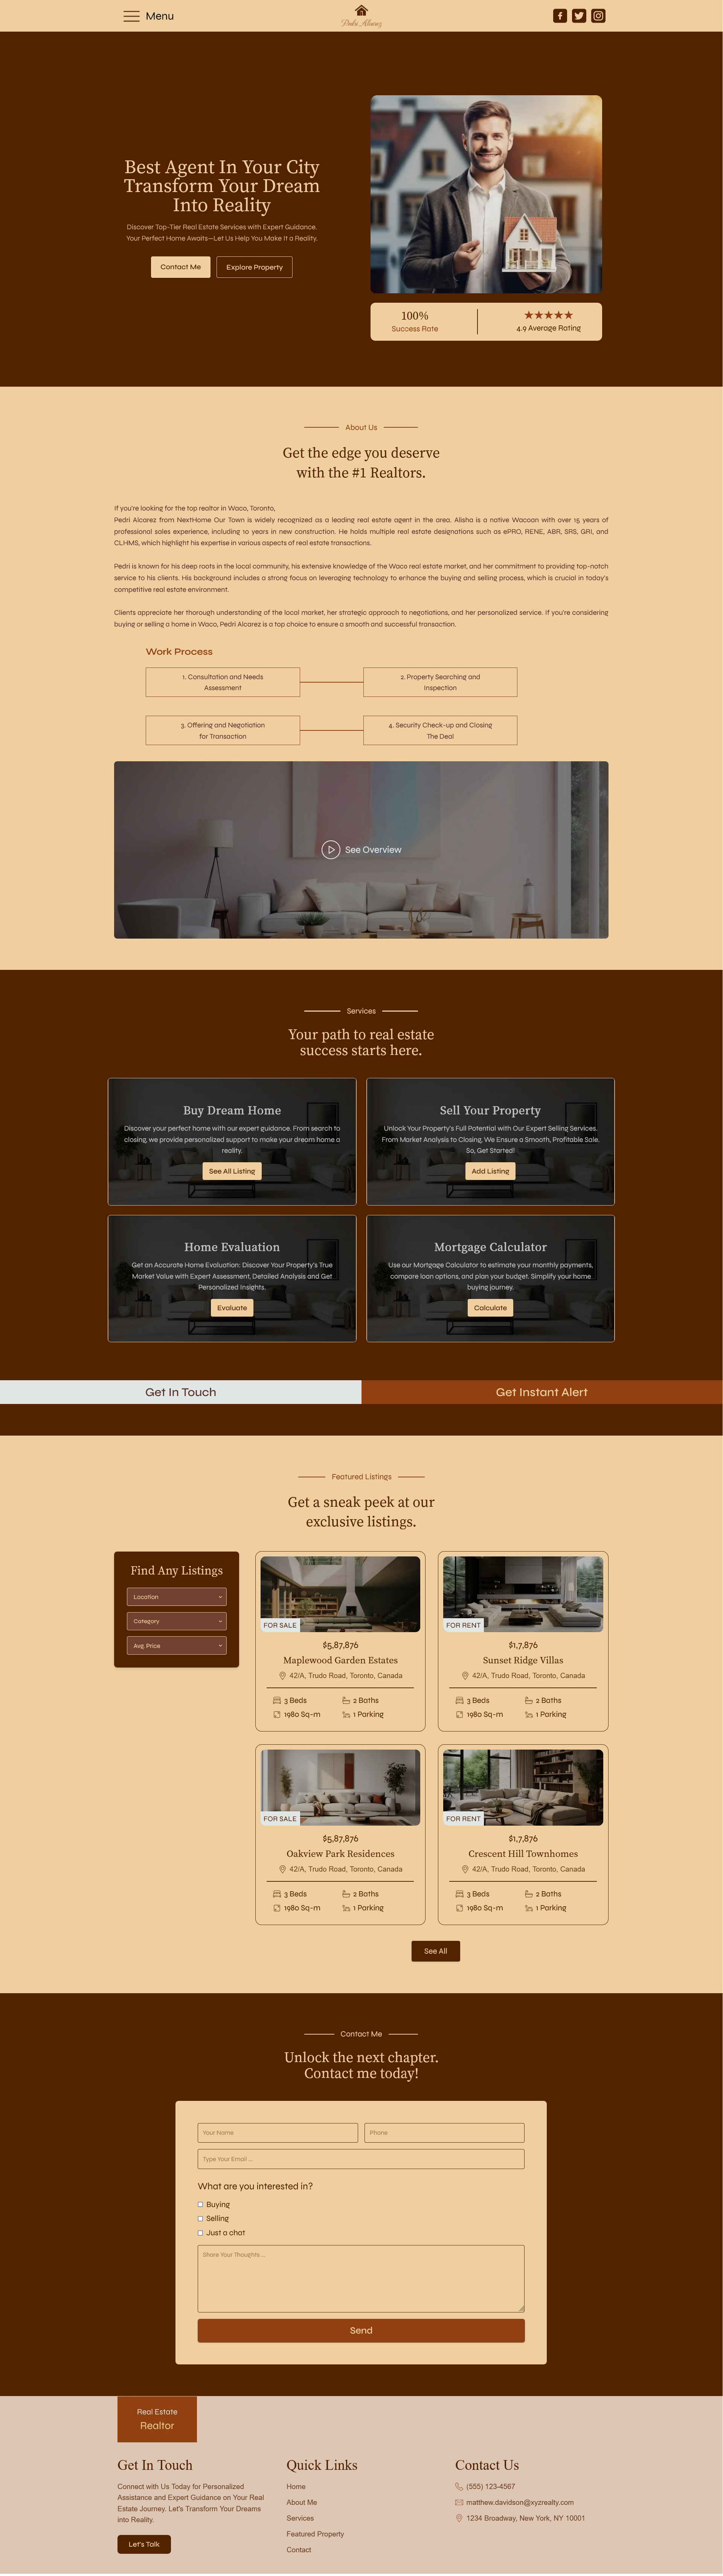 Menu
Pedri Alcarez
Best Agent In Your City
Transform Your Dream
Into Reality
Discover Top-Tier Real Estate Services with Expert Guidance.
Your Perfect Home Awaits—Let Us Help You Make It a Reality.
Contact Me
Explore Property
100%
Success Rate
4.9 Average Rating
About Us
Get the edge you deserve
with the #1 Realtors.
If you're looking for the top realtor in Waco, Toronto,
Pedri Alcarez from NextHome Our Town is widely recognized as a leading real estate agent in the area. Alisha is a native Wacoan with over 15 years of
professional sales experience, including 10 years in new construction. He holds multiple real estate designations such as ePRO, RENE, ABR, SRS, GRI, and
CLHMS, which highlight his expertise in various aspects of real estate transactions.
Pedri is known for his deep roots in the local community, his extensive knowledge of the Waco real estate market, and her commitment to providing top-notch
service to his clients. His background includes a strong focus on leveraging technology to enhance the buying and selling process, which is crucial in today's
competitive real estate environment.
Clients appreciate her thorough understanding of the local market, her strategic approach to negotiations, and her personalized service. If you're considering
buying or selling a home in Waco, Pedri Alcarez is a top choice to ensure a smooth and successful transaction.
Work Process
1. Consultation and Needs
Assessment
2. Property Searching and
Inspection
3. Offering and Negotiation
for Transaction
4. Security Check-up and Closing
The Deal
See Overview
Services
Your path to real estate
success starts here.
Buy Dream Home
Discover your perfect home with our expert guidance. From search to
closing, we provide personalized support to make your dream home a
reality.
See All Listing
Sell Your Property
Unlock Your Property's Full Potential with Our Expert Selling Services.
From Market Analysis to Closing, We Ensure a Smooth, Profitable Sale.
So, Get Started!
Add Listing
Home Evaluation
Get an Accurate Home Evaluation: Discover Your Property's True
Market Value with Expert Assessment, Detailed Analysis and Get
Personalized Insights.
Evaluate
Mortgage Calculator
Use our Mortgage Calculator to estimate your monthly payments,
compare loan options, and plan your budget. Simplify your home
buying journey.
Calculate
Get In Touch
Get Instant Alert
Featured Listings
Get a sneak peek at our
exclusive listings.
Find Any Listings
Location
Category
Avg. Price
FOR SALE
$5,87,876
Maplewood Garden Estates
42/A, Trudo Road, Toronto, Canada
3 Beds
2 Baths
1980 Sq-m
1 Parking
FOR RENT
$1,7,876
Sunset Ridge Villas
42/A, Trudo Road, Toronto, Canada
3 Beds
2 Baths
1980 Sq-m
1 Parking
FOR SALE
$5,87,876
Oakview Park Residences
42/A, Trudo Road, Toronto, Canada
3 Beds
2 Baths
1980 Sq-m
1 Parking
FOR RENT
$1,7,876
Crescent Hill Townhomes
42/A, Trudo Road, Toronto, Canada
3 Beds
2 Baths
1980 Sq-m
1 Parking
See All
Contact Me
Unlock the next chapter.
Contact me today!
Your Name
Phone
Type Your Email ...
What are you interested in?
Buying
Selling
Just a chat
Share Your Thoughts ...
Send
Real Estate
Realtor
Get In Touch
Connect with Us Today for Personalized
Assistance and Expert Guidance on Your Real
Estate Journey. Let's Transform Your Dreams
into Reality.
Let's Talk
Quick Links
Home
About Me
Services
Featured Property
Contact
Contact Us
(555) 123-4567
matthew.davidson@xyzrealty.com
1234 Broadway, New York, NY 10001